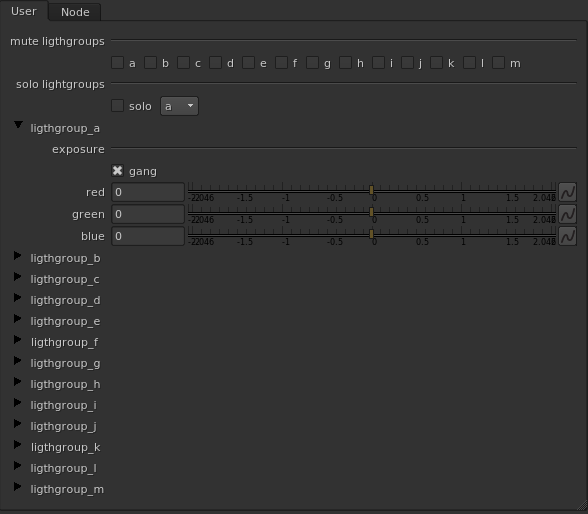 User Node
mute ligthgroups
a b c d e f g h i j k l m
solo lightgroups
solo a
ligthgroup_a
exposure
gang
red 0 -2.046 -1.5 -1 -0.5 0 0.5 1 1.5 2.046
green 0 -2.046 -1.5 -1 -0.5 0 0.5 1 1.5 2.046
blue 0 -2.046 -1.5 -1 -0.5 0 0.5 1 1.5 2.046
ligthgroup_b
ligthgroup_c
ligthgroup_d
ligthgroup_e
ligthgroup_f
ligthgroup_g
ligthgroup_h
ligthgroup_i
ligthgroup_j
ligthgroup_k
ligthgroup_l
ligthgroup_m